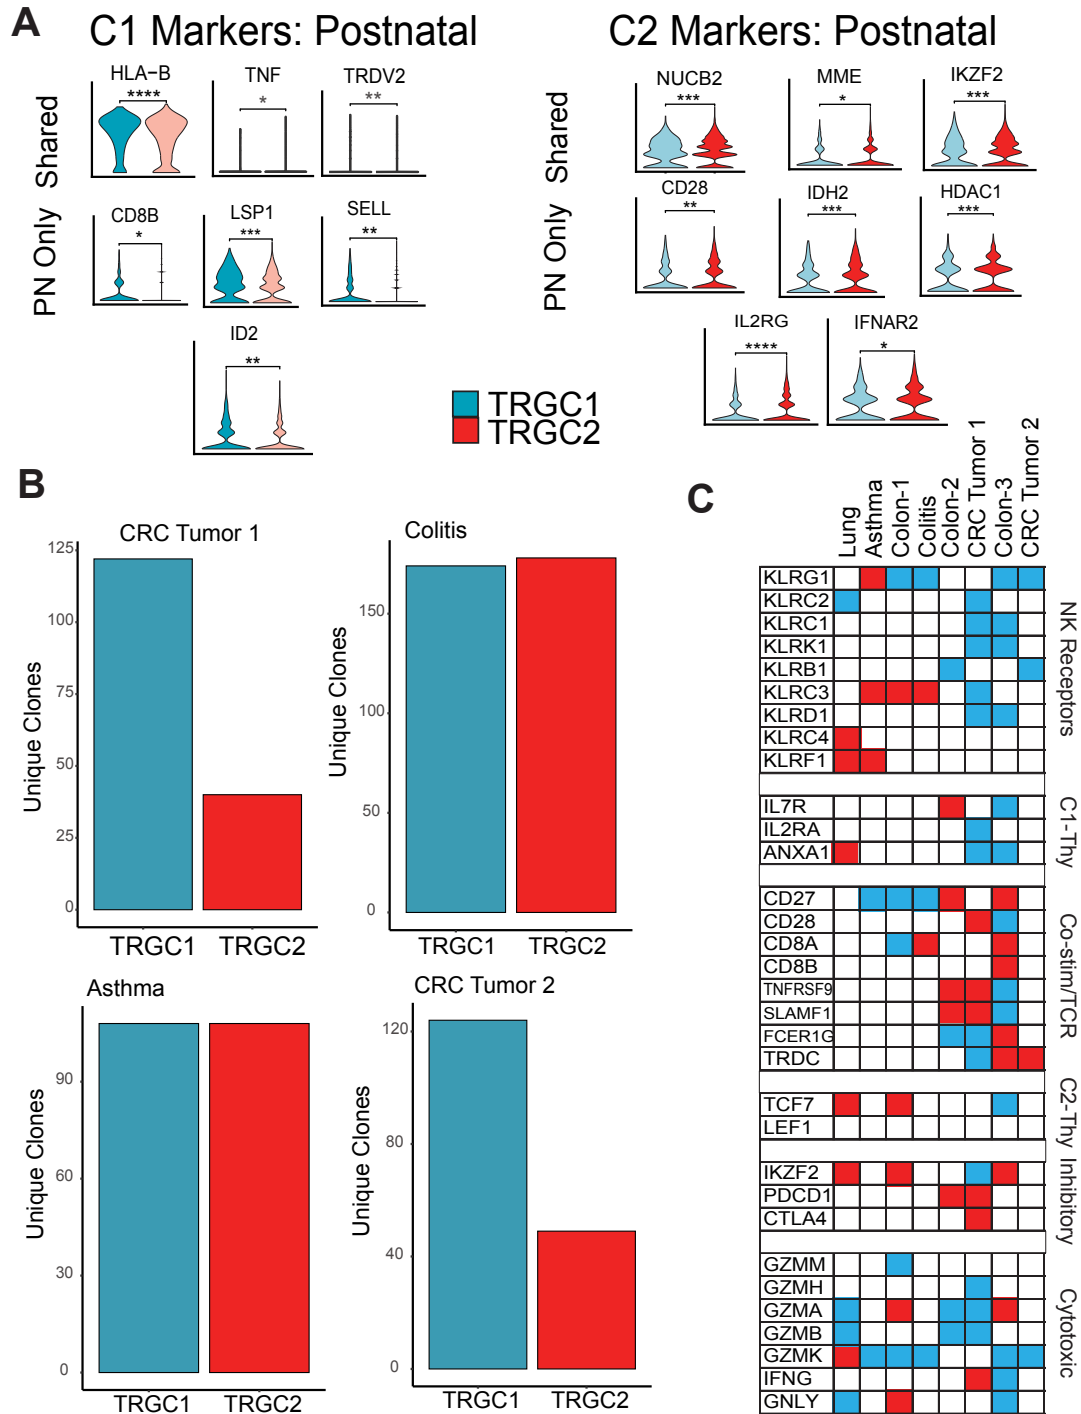 A
C1 Markers: Postnatal
C2 Markers: Postnatal
Shared
HLA−B
****
TNF
*
TRDV2
**
PN Only
CD8B
*
LSP1
***
SELL
**
ID2
**
Shared
NUCB2
***
MME
*
IKZF2
***
PN Only
CD28
**
IDH2
***
HDAC1
***
IL2RG
****
IFNAR2
*
TRGC1
TRGC2
B
CRC Tumor 1
Unique Clones
125
100
75
50
25
0
TRGC1 TRGC2
Colitis
Unique Clones
150
100
50
0
TRGC1 TRGC2
Asthma
Unique Clones
90
60
30
0
TRGC1 TRGC2
CRC Tumor 2
Unique Clones
120
80
40
0
TRGC1 TRGC2
C
Lung
Asthma
Colon-1
Colitis
Colon-2
CRC Tumor 1
Colon-3
CRC Tumor 2
KLRG1
KLRC2
KLRC1
KLRK1
KLRB1
KLRC3
KLRD1
KLRC4
KLRF1
NK Receptors
IL7R
IL2RA
ANXA1
C1-Thy
CD27
CD28
CD8A
CD8B
TNFRSF9
SLAMF1
FCER1G
TRDC
Co-stim/TCR
TCF7
LEF1
C2-Thy
IKZF2
PDCD1
CTLA4
Inhibitory
GZMM
GZMH
GZMA
GZMB
GZMK
IFNG
GNLY
Cytotoxic